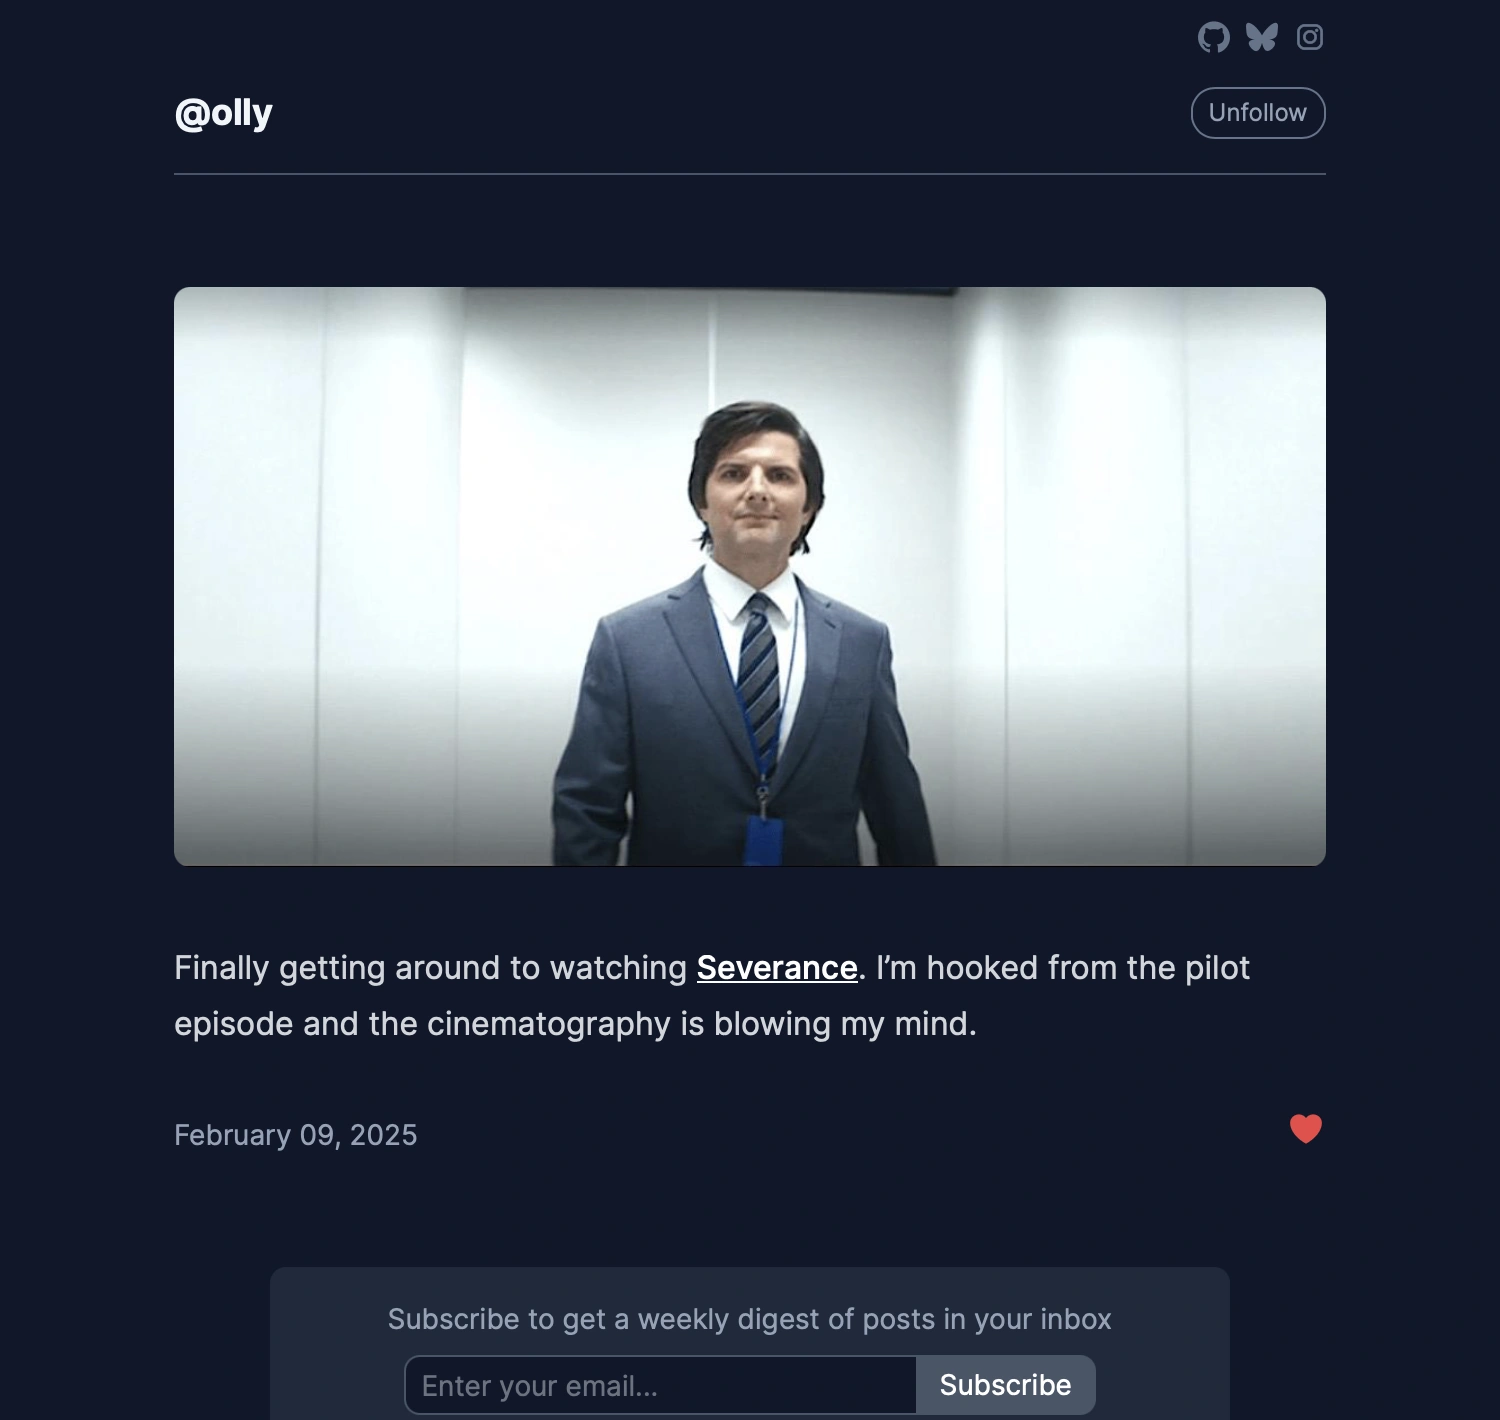 @olly
Unfollow
Finally getting around to watching Severance. I’m hooked from the pilot
episode and the cinematography is blowing my mind.
February 09, 2025
Subscribe to get a weekly digest of posts in your inbox
Enter your email...
Subscribe